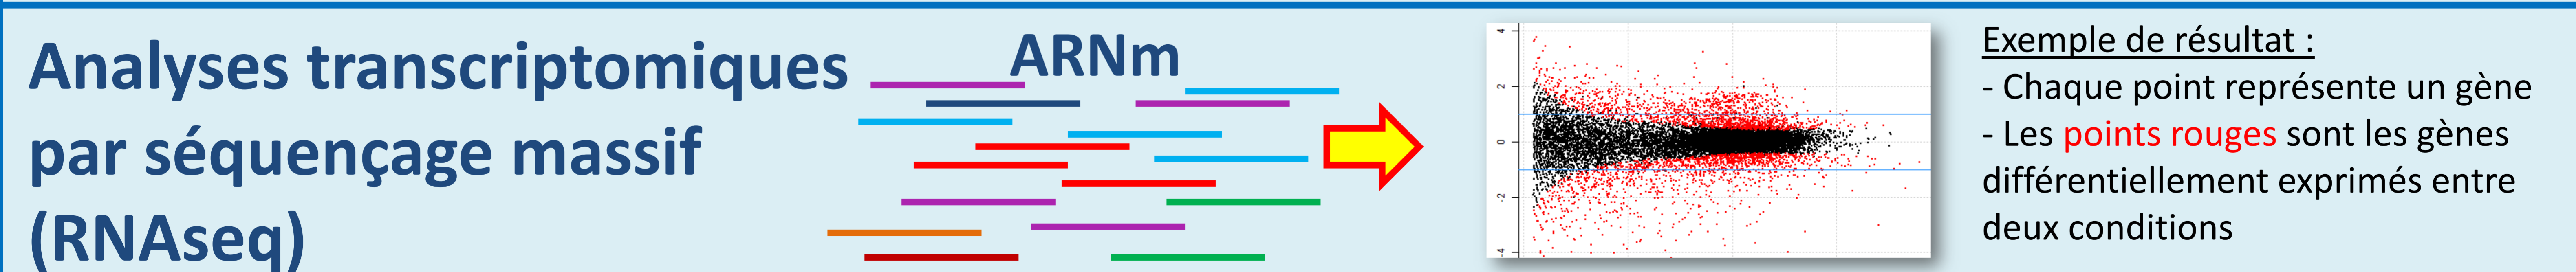 Analyses transcriptomiques
par séquençage massif
(RNAseq)
ARNm
4
2
0
-2
-4
Exemple de résultat :
- Chaque point représente un gène
- Les points rouges sont les gènes
différentiellement exprimés entre
deux conditions